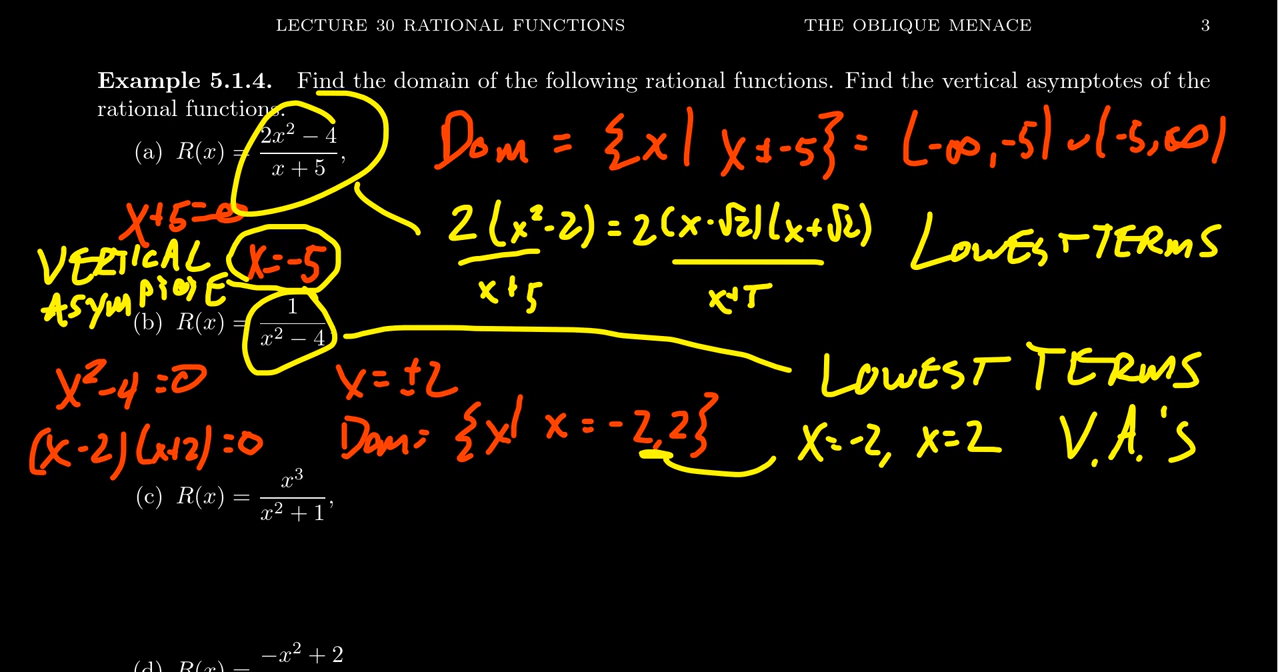 LECTURE 30 RATIONAL FUNCTIONS THE OBLIQUE MENACE 3
Example 5.1.4. Find the domain of the following rational functions. Find the vertical asymptotes of the
rational functions.
(a) R(x) = (2x² − 4)/(x + 5),
Dom = {x | x ≠ -5} = (-∞, -5) ∪ (-5, ∞)
x+5=0
x=-5
VERTICAL
ASYMPTOTE
2(x²-2)/(x+5) = 2(x-√2)(x+√2)/(x+5) LOWEST TERMS
(b) R(x) = 1/(x² − 4)
LOWEST TERMS
x²-4=0 x=±2
(x-2)(x+2)=0 Dom: {x| x = -2, 2} x=-2, x=2 V.A.'s
(c) R(x) = x³/(x² + 1),
(d) R(x) = −x² + 2